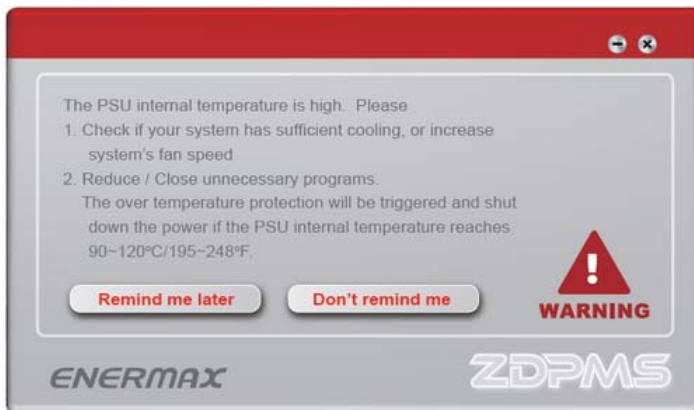 The PSU internal temperature is high. Please
1. Check if your system has sufficient cooling, or increase
system's fan speed
2. Reduce / Close unnecessary programs.
The over temperature protection will be triggered and shut
down the power if the PSU internal temperature reaches
90~120ºC/195~248ºF.
Remind me later
Don't remind me
WARNING
ENERMAX
ZDPMS